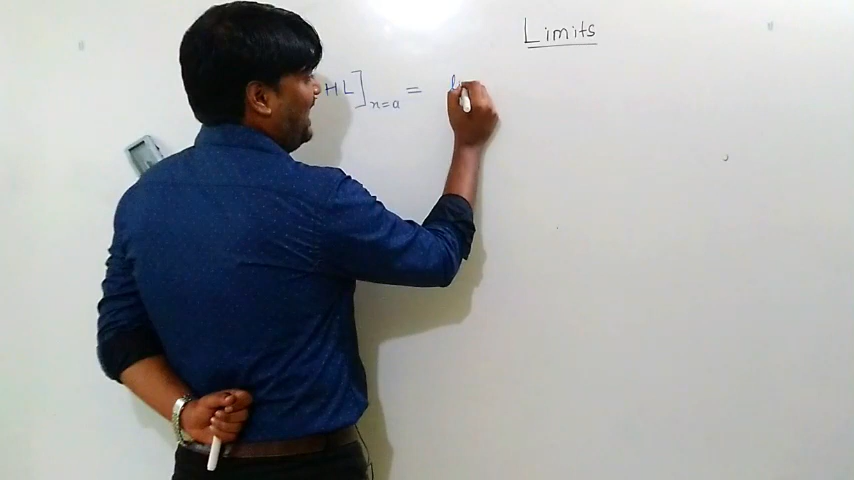 Limits
HL]x=a = l